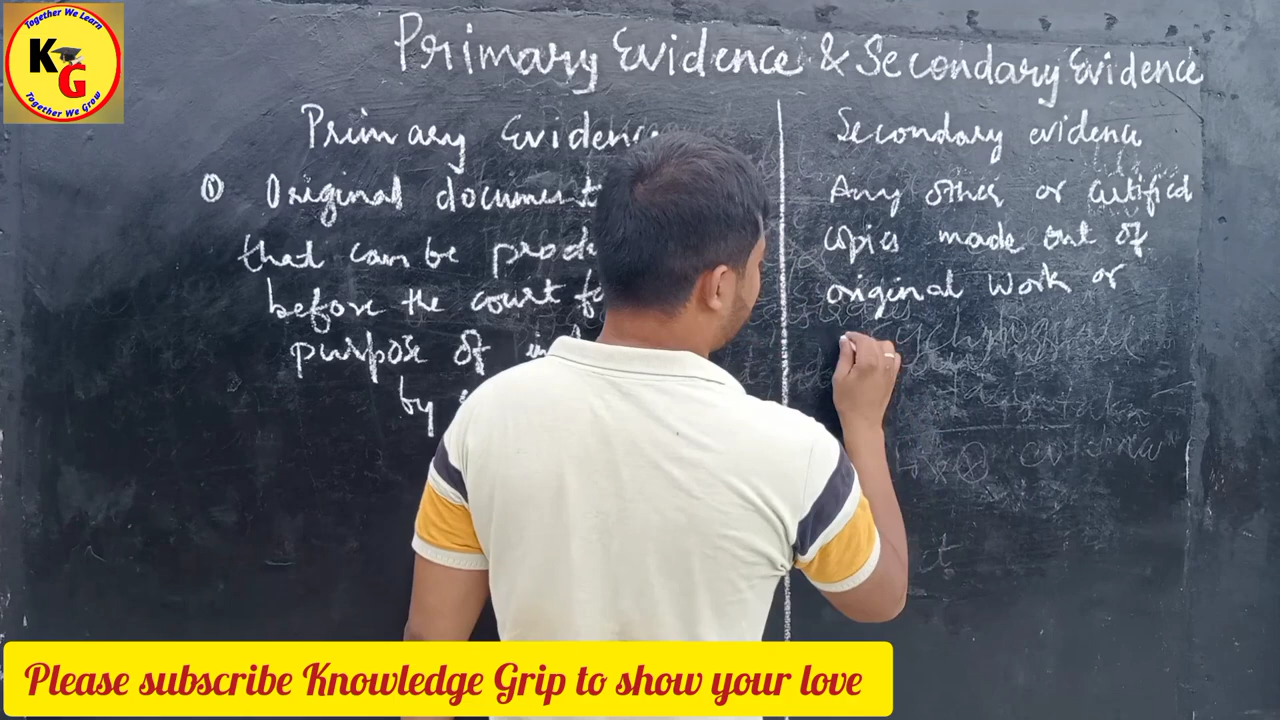 Together We Learn
KG
Together We Grow
Primary Evidence & Secondary Evidence
Primary Evidence
① Original document
that can be
before the court
purpose of
by
Secondary evidence
Any other or certified
copies made out of
original work or
Please subscribe Knowledge Grip to show your love